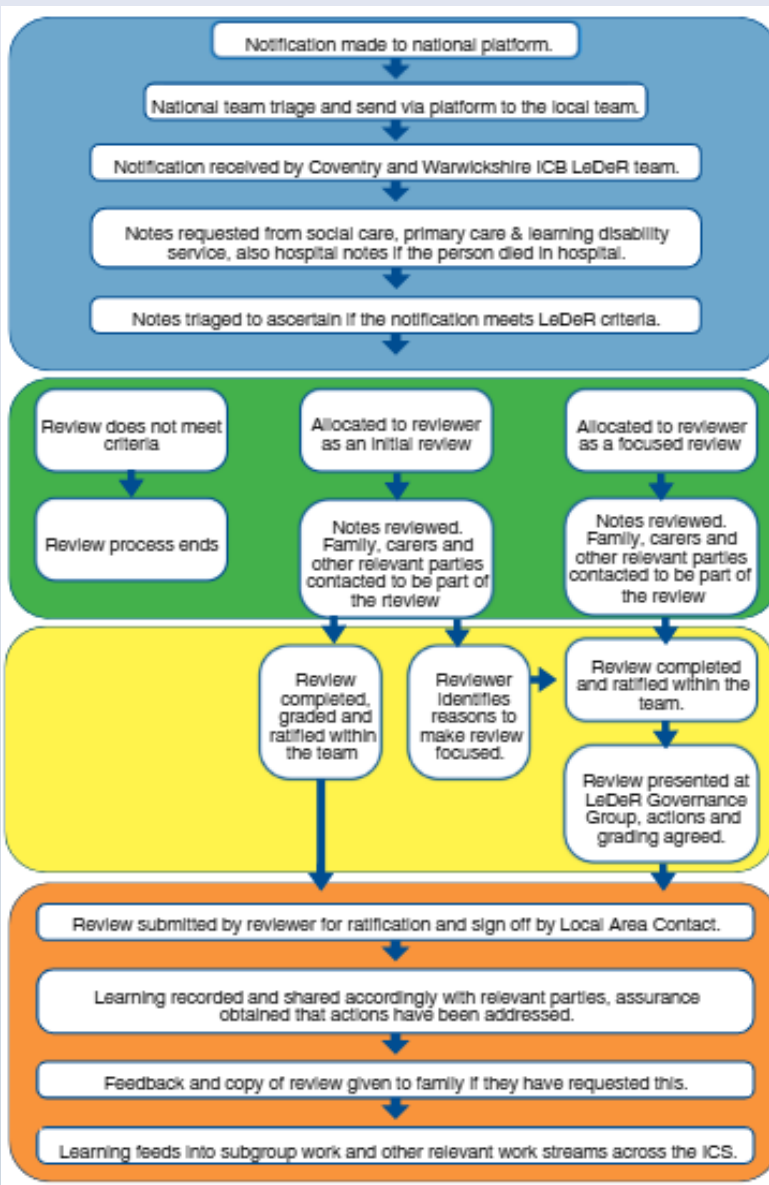 Notification made to national platform.
National team triage and send via platform to the local team.
Notification received by Coventry and Warwickshire ICB LeDeR team.
Notes requested from social care, primary care & learning disability
service, also hospital notes if the person died in hospital.
Notes triaged to ascertain if the notification meets LeDeR criteria.
Review does not meet
criteria
Review process ends
Allocated to reviewer
as an initial review
Notes reviewed.
Family, carers and
other relevant parties
contacted to be part of
the rteview
Allocated to reviewer
as a focused review
Notes reviewed.
Family, carers and
other relevant parties
contacted to be part of
the review
Review
completed,
graded and
ratified within
the team
Reviewer
identifies
reasons to
make review
focused.
Review completed
and ratified within the
team.
Review presented at
LeDeR Governance
Group, actions and
grading agreed.
Review submitted by reviewer for ratification and sign off by Local Area Contact.
Learning recorded and shared accordingly with relevant parties, assurance
obtained that actions have been addressed.
Feedback and copy of review given to family if they have requested this.
Learning feeds into subgroup work and other relevant work streams across the ICS.